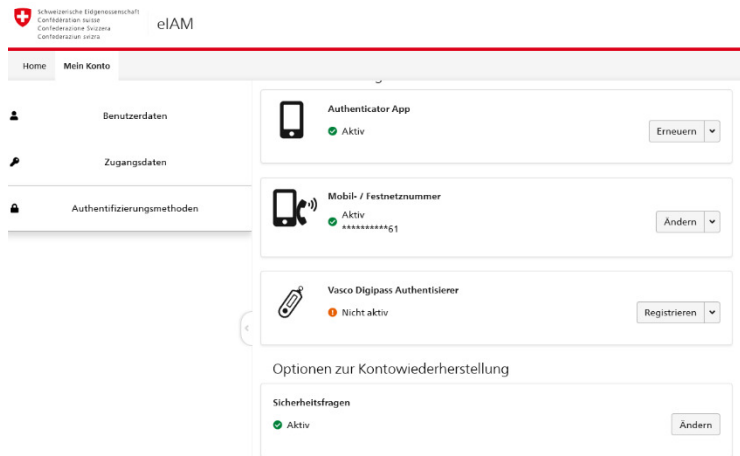 Schweizerische Eidgenossenschaft
Confédération suisse
Confederazione Svizzera
Confederaziun svizra
eIAM
Home Mein Konto
Benutzerdaten
Zugangsdaten
Authentifizierungsmethoden
Authenticator App
Aktiv
Erneuern
Mobil- / Festnetznummer
Aktiv
**********61
Ändern
Vasco Digipass Authentisierer
Nicht aktiv
Registrieren
Optionen zur Kontowiederherstellung
Sicherheitsfragen
Aktiv
Ändern